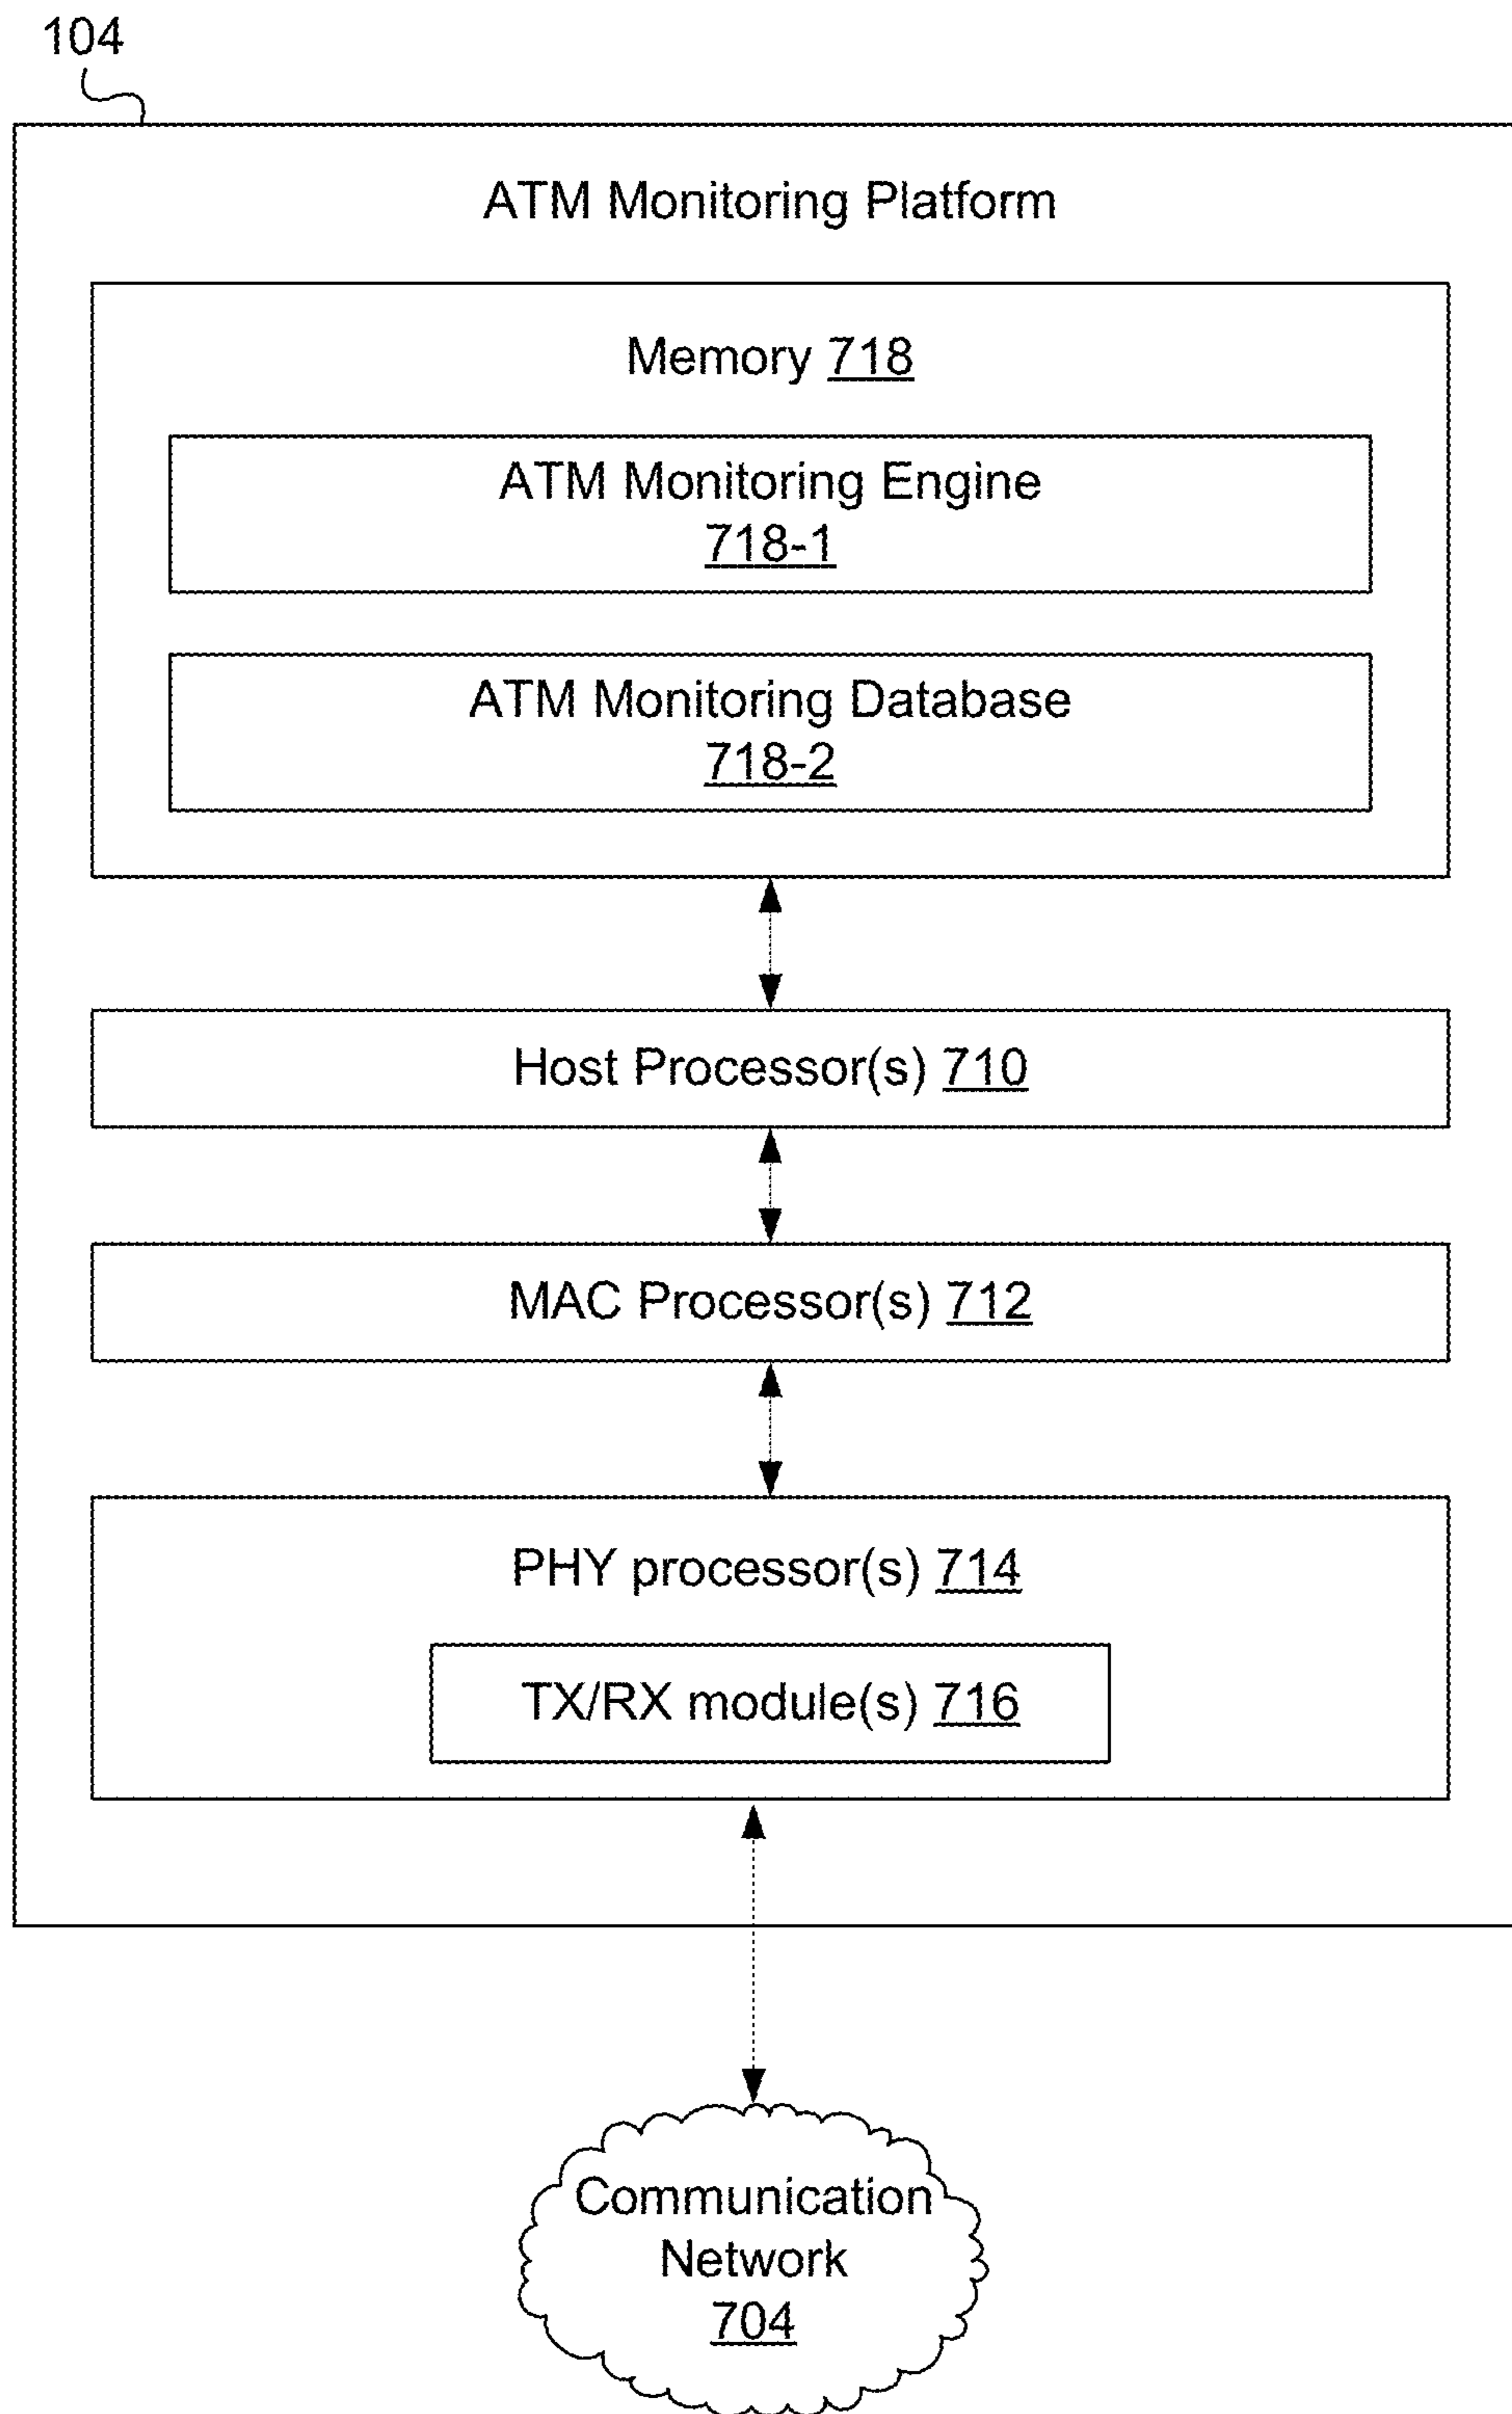 104
ATM Monitoring Platform
Memory 718
ATM Monitoring Engine
718-1
ATM Monitoring Database
718-2
Host Processor(s) 710
MAC Processor(s) 712
PHY processor(s) 714
TX/RX module(s) 716
Communication
Network
704